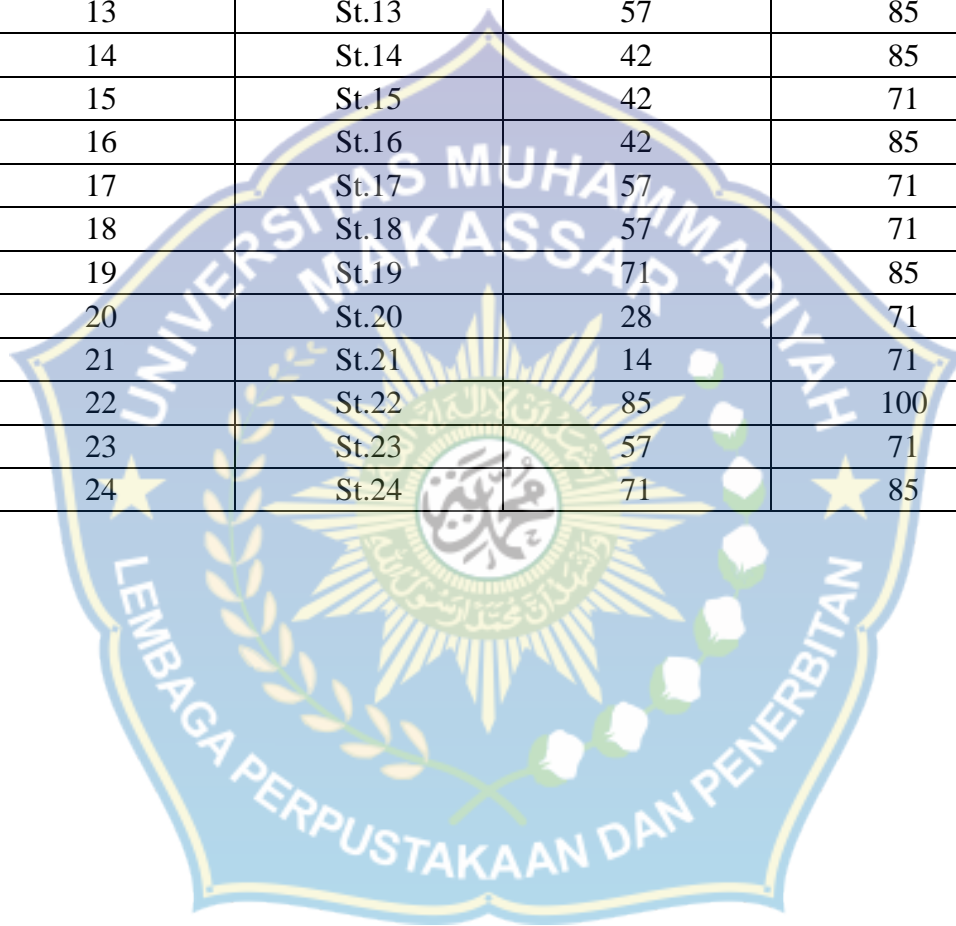 13 St.13 57 85
14 St.14 42 85
15 St.15 42 71
16 St.16 42 85
17 St.17 57 71
18 St.18 57 71
19 St.19 71 85
20 St.20 28 71
21 St.21 14 71
22 St.22 85 100
23 St.23 57 71
24 St.24 71 85
UNIVERSITAS MUHAMMADIYAH
MAKASSAR
LEMBAGA PERPUSTAKAAN DAN PENERBITAN